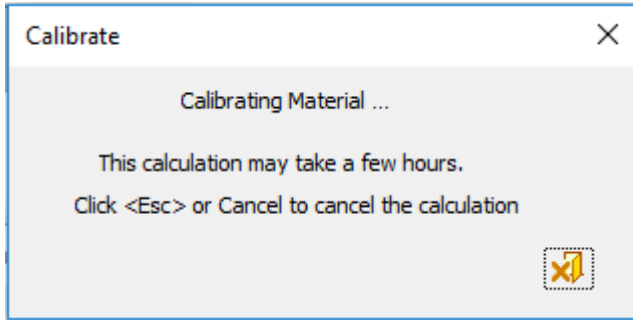 Calibrate
Calibrating Material ...
This calculation may take a few hours.
Click <Esc> or Cancel to cancel the calculation